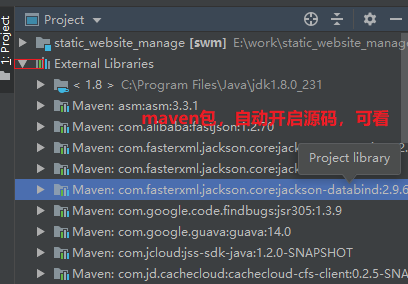 1: Project
Project
static_website_manage [swm] E:\work\static_website_manag
External Libraries
< 1.8 > C:\Program Files\Java\jdk1.8.0_231
Maven: asm:asm:3.3.1
maven包，自动开启源码，可看
Maven: com.alibaba:fastjson:1.2.70
Maven: com.fasterxml.jackson.core:jackso
Maven: com.fasterxml.jackson.core:jackso
Project library
Maven: com.fasterxml.jackson.core:jackson-databind:2.9.6
Maven: com.google.code.findbugs:jsr305:1.3.9
Maven: com.google.guava:guava:14.0
Maven: com.jcloud:jss-sdk-java:1.2.0-SNAPSHOT
Maven: com.jd.cachecloud:cachecloud-cfs-client:0.2.5-SNAP